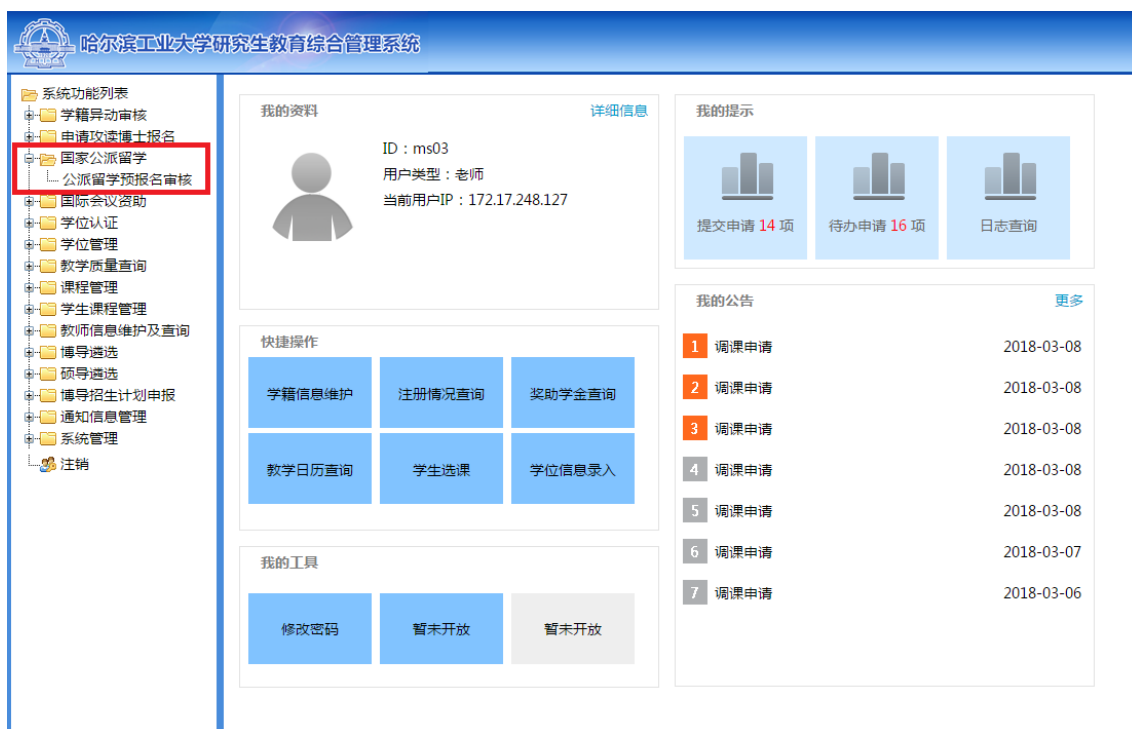 哈尔滨工业大学研究生教育综合管理系统
系统功能列表
学籍异动审核
申请攻读博士报名
国家公派留学
公派留学预报名审核
国际会议资助
学位认证
学位管理
教学质量查询
课程管理
学生课程管理
教师信息维护及查询
博导遴选
硕导遴选
博导招生计划申报
通知信息管理
系统管理
注销
我的资料 详细信息
ID：ms03
用户类型：老师
当前用户IP：172.17.248.127
快捷操作
学籍信息维护 注册情况查询 奖助学金查询
教学日历查询 学生选课 学位信息录入
我的工具
修改密码 暂未开放 暂未开放
我的提示
提交申请 14 项 待办申请 16 项 日志查询
我的公告 更多
1 调课申请 2018-03-08
2 调课申请 2018-03-08
3 调课申请 2018-03-08
4 调课申请 2018-03-08
5 调课申请 2018-03-08
6 调课申请 2018-03-07
7 调课申请 2018-03-06